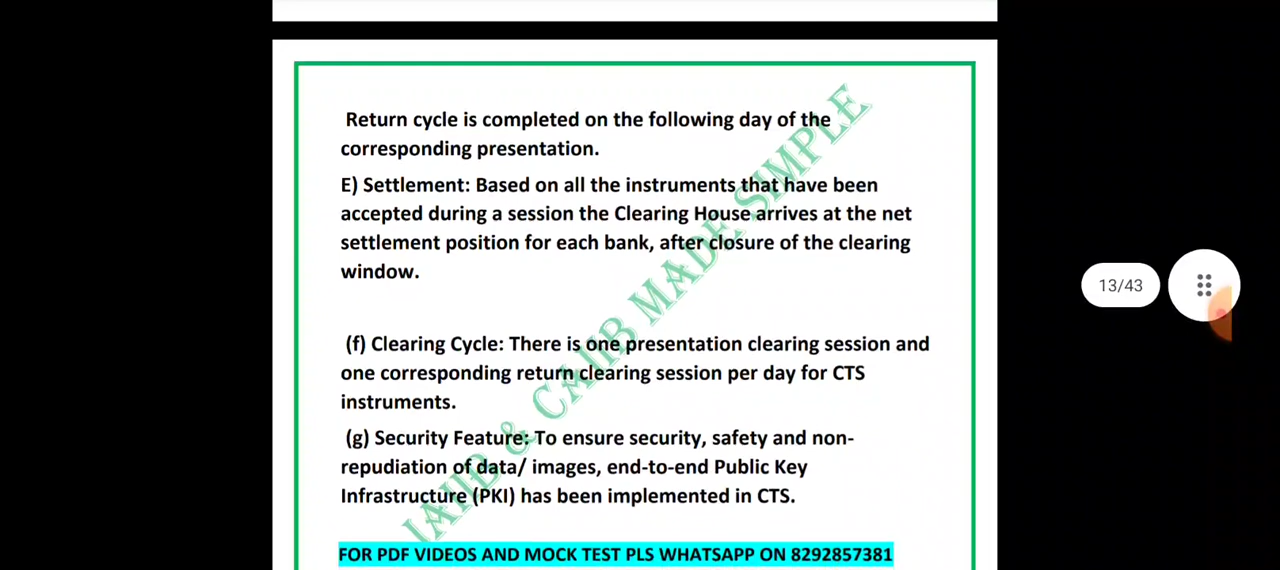 Return cycle is completed on the following day of the
corresponding presentation.
E) Settlement: Based on all the instruments that have been
accepted during a session the Clearing House arrives at the net
settlement position for each bank, after closure of the clearing
window.
(f) Clearing Cycle: There is one presentation clearing session and
one corresponding return clearing session per day for CTS
instruments.
(g) Security Feature: To ensure security, safety and non-
repudiation of data/ images, end-to-end Public Key
Infrastructure (PKI) has been implemented in CTS.
FOR PDF VIDEOS AND MOCK TEST PLS WHATSAPP ON 8292857381
JAIIB & CAIIB MADE SIMPLE
13/43